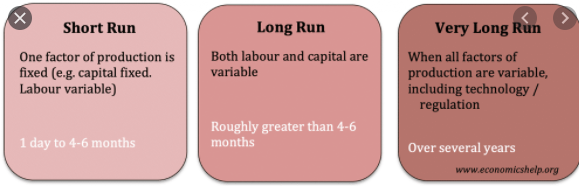 Short Run
One factor of production is
fixed (e.g. capital fixed.
Labour variable)
1 day to 4-6 months
Long Run
Both labour and capital are
variable
Roughly greater than 4-6
months
Very Long Run
When all factors of
production are variable,
including technology /
regulation
Over several years
www.economicshelp.org